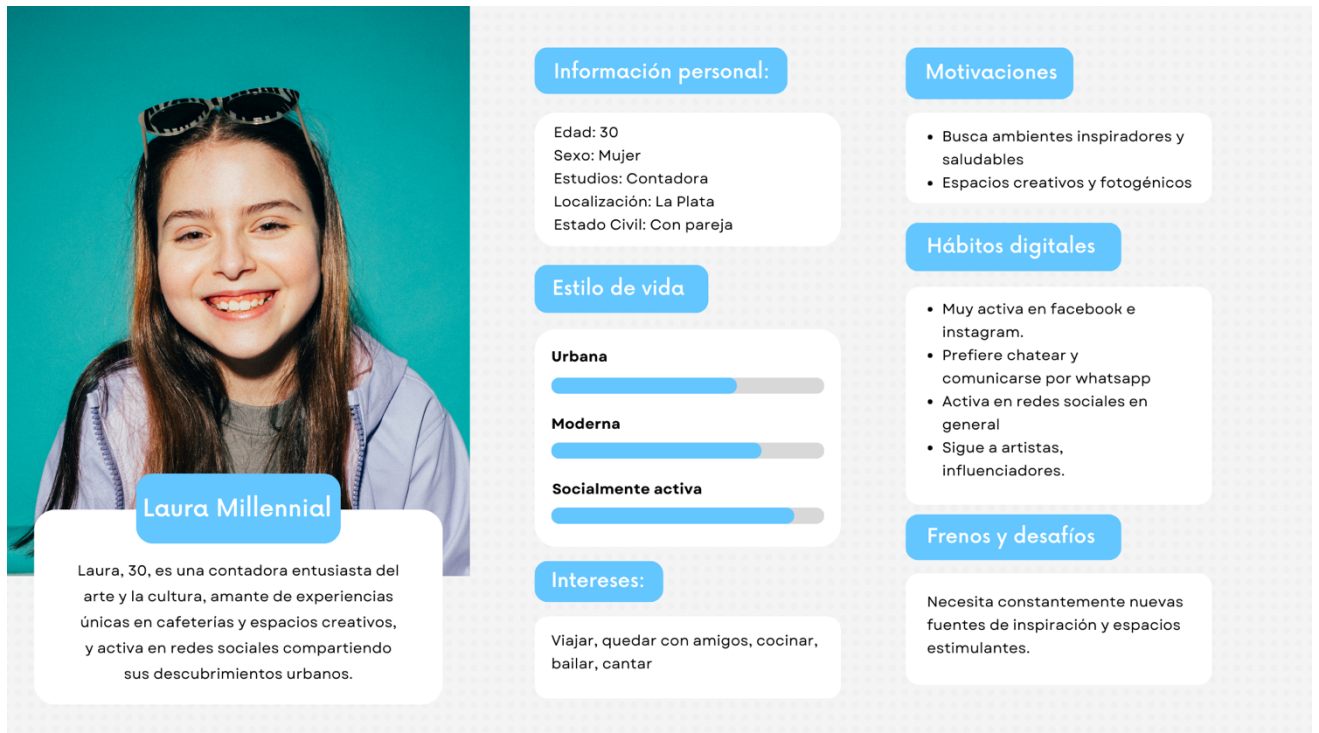 Laura Millennial
Laura, 30, es una contadora entusiasta del
arte y la cultura, amante de experiencias
únicas en cafeterías y espacios creativos,
y activa en redes sociales compartiendo
sus descubrimientos urbanos.
Información personal:
Edad: 30
Sexo: Mujer
Estudios: Contadora
Localización: La Plata
Estado Civil: Con pareja
Estilo de vida
Urbana
Moderna
Socialmente activa
Intereses:
Viajar, quedar con amigos, cocinar,
bailar, cantar
Motivaciones
• Busca ambientes inspiradores y
saludables
• Espacios creativos y fotogénicos
Hábitos digitales
• Muy activa en facebook e
instagram.
• Prefiere chatear y
comunicarse por whatsapp
• Activa en redes sociales en
general
• Sigue a artistas,
influenciadores.
Frenos y desafíos
Necesita constantemente nuevas
fuentes de inspiración y espacios
estimulantes.